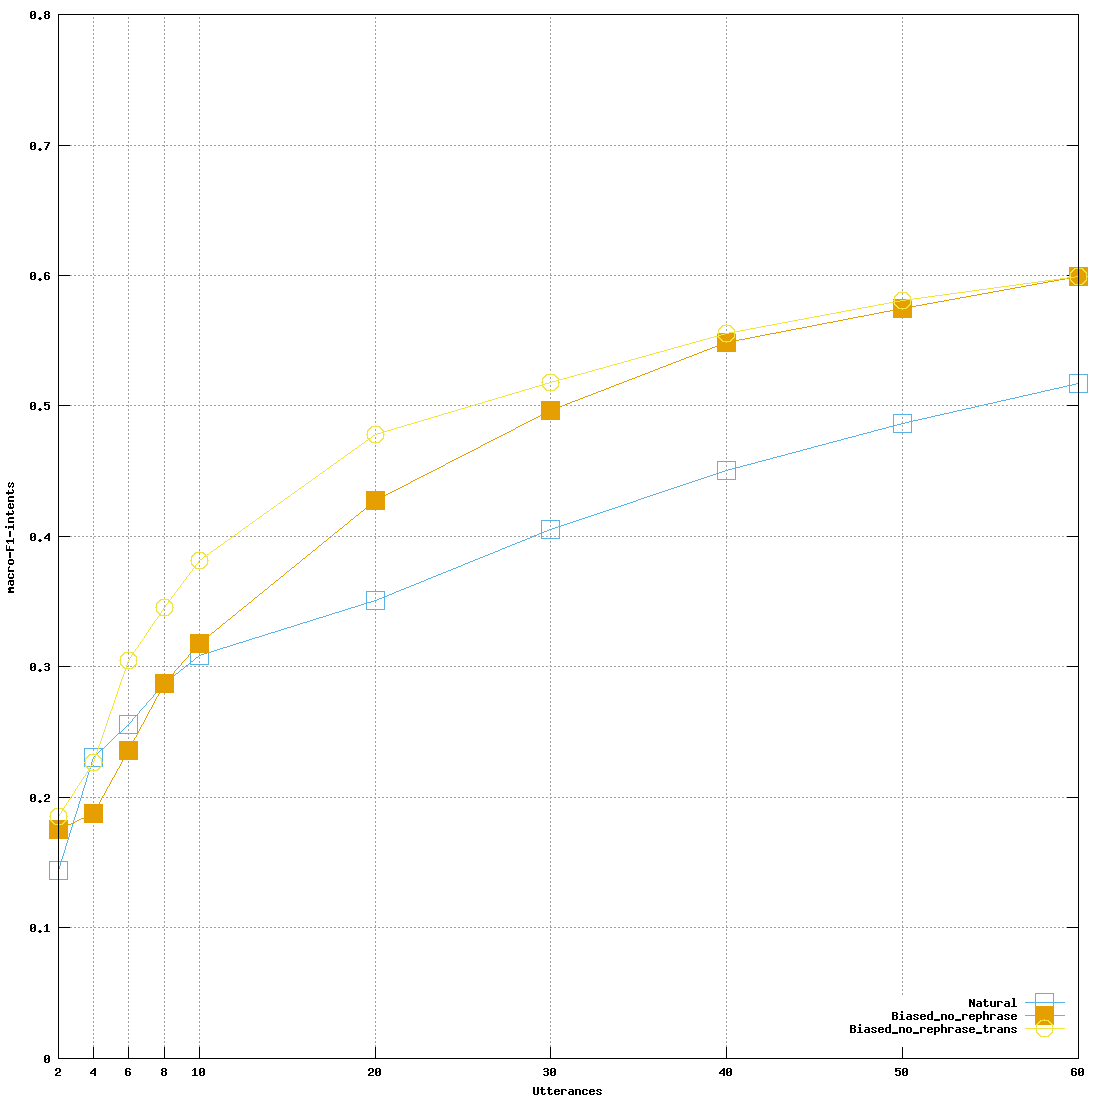 0.8
0.7
0.6
0.5
0.4
0.3
0.2
0.1
0
macro-F1-intents
2 4 6 8 10 20 30 40 50 60
Utterances
Natural
Biased_no_rephrase
Biased_no_rephrase_trans